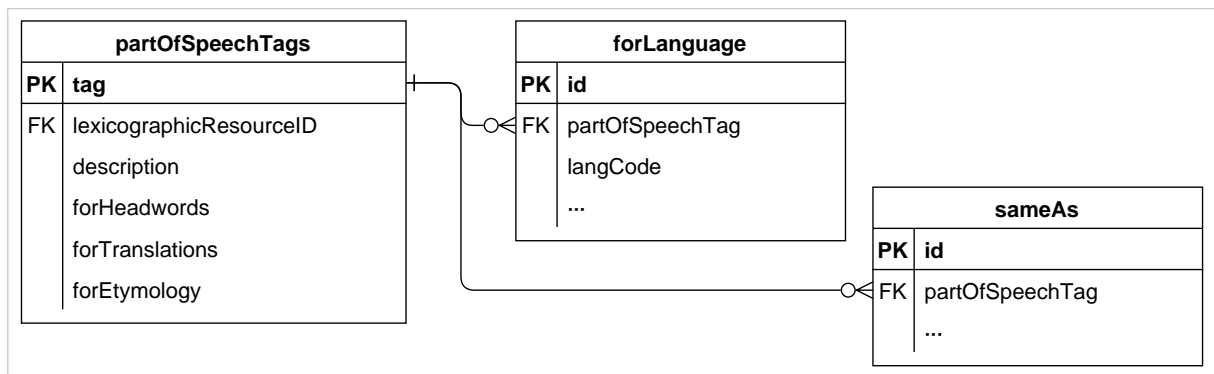 partOfSpeechTags
PK tag
FK lexicographicResourceID
description
forHeadwords
forTranslations
forEtymology
forLanguage
PK id
FK partOfSpeechTag
langCode
...
sameAs
PK id
FK partOfSpeechTag
...